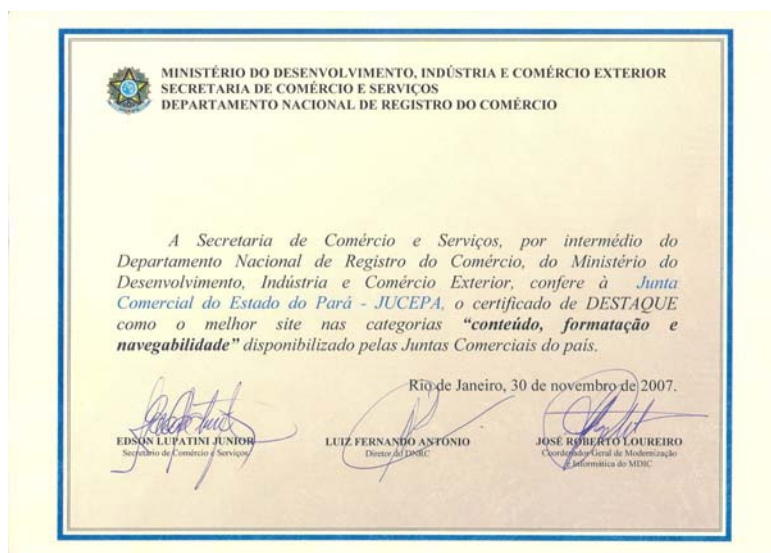 MINISTÉRIO DO DESENVOLVIMENTO, INDÚSTRIA E COMÉRCIO EXTERIOR
SECRETARIA DE COMÉRCIO E SERVIÇOS
DEPARTAMENTO NACIONAL DE REGISTRO DO COMÉRCIO
A Secretaria de Comércio e Serviços, por intermédio do
Departamento Nacional de Registro do Comércio, do Ministério do
Desenvolvimento, Indústria e Comércio Exterior, confere à Junta
Comercial do Estado do Pará - JUCEPA, o certificado de DESTAQUE
como o melhor site nas categorias “conteúdo, formatação e
navegabilidade” disponibilizado pelas Juntas Comerciais do país.
Rio de Janeiro, 30 de novembro de 2007.
EDSON LUPATINI JUNIOR LUIZ FERNANDO ANTONIO JOSÉ ROBERTO LOUREIRO
Secretário de Comércio e Serviços Diretor do DNRC Coordenador Geral de Modernização
e Informática do MDIC